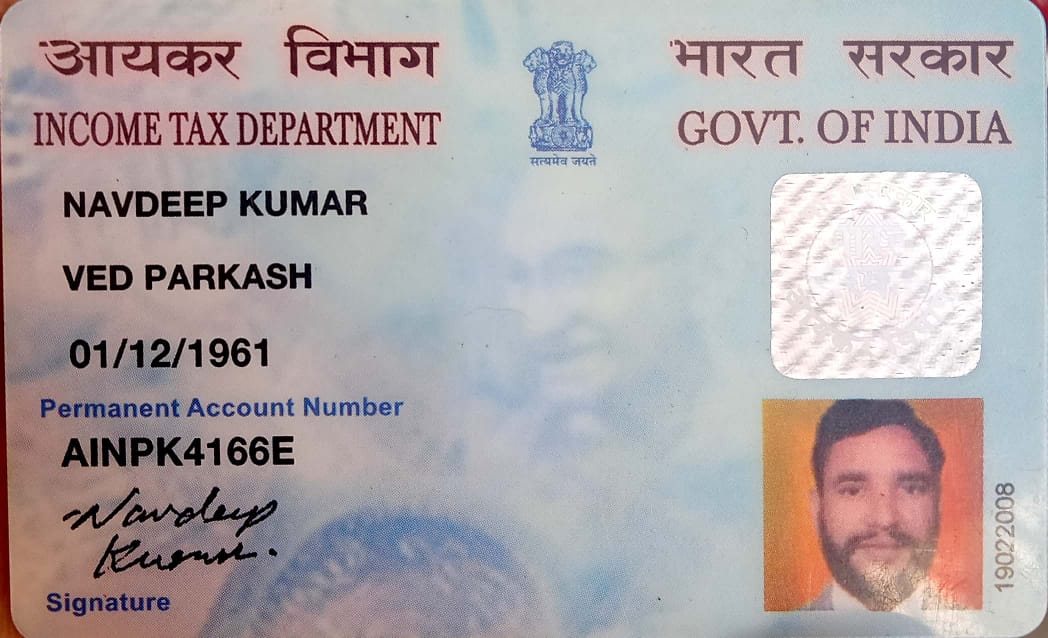 आयकर विभाग
INCOME TAX DEPARTMENT
सत्यमेव जयते
भारत सरकार
GOVT. OF INDIA
NAVDEEP KUMAR
VED PARKASH
01/12/1961
Permanent Account Number
AINPK4166E
Navdeep
Kumar.
Signature
19022008